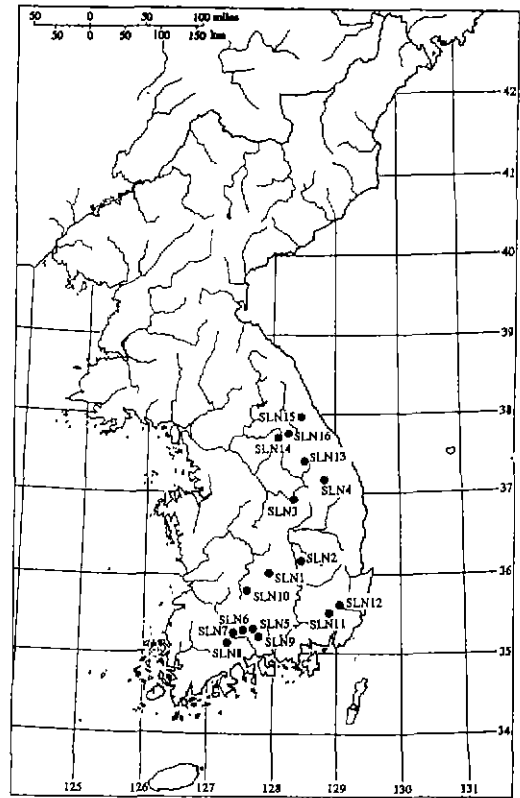 50 0 50 100 miles
50 0 50 100 150 km
42
41
40
39
38
37
36
35
34
SLN15
SLN16
SLN14
SLN13
SLN4
SLN3
SLN2
SLN1
SLN10
SLN12
SLN11
SLN6
SLN5
SLN7
SLN9
SLN8
125 126 127 128 129 130 131